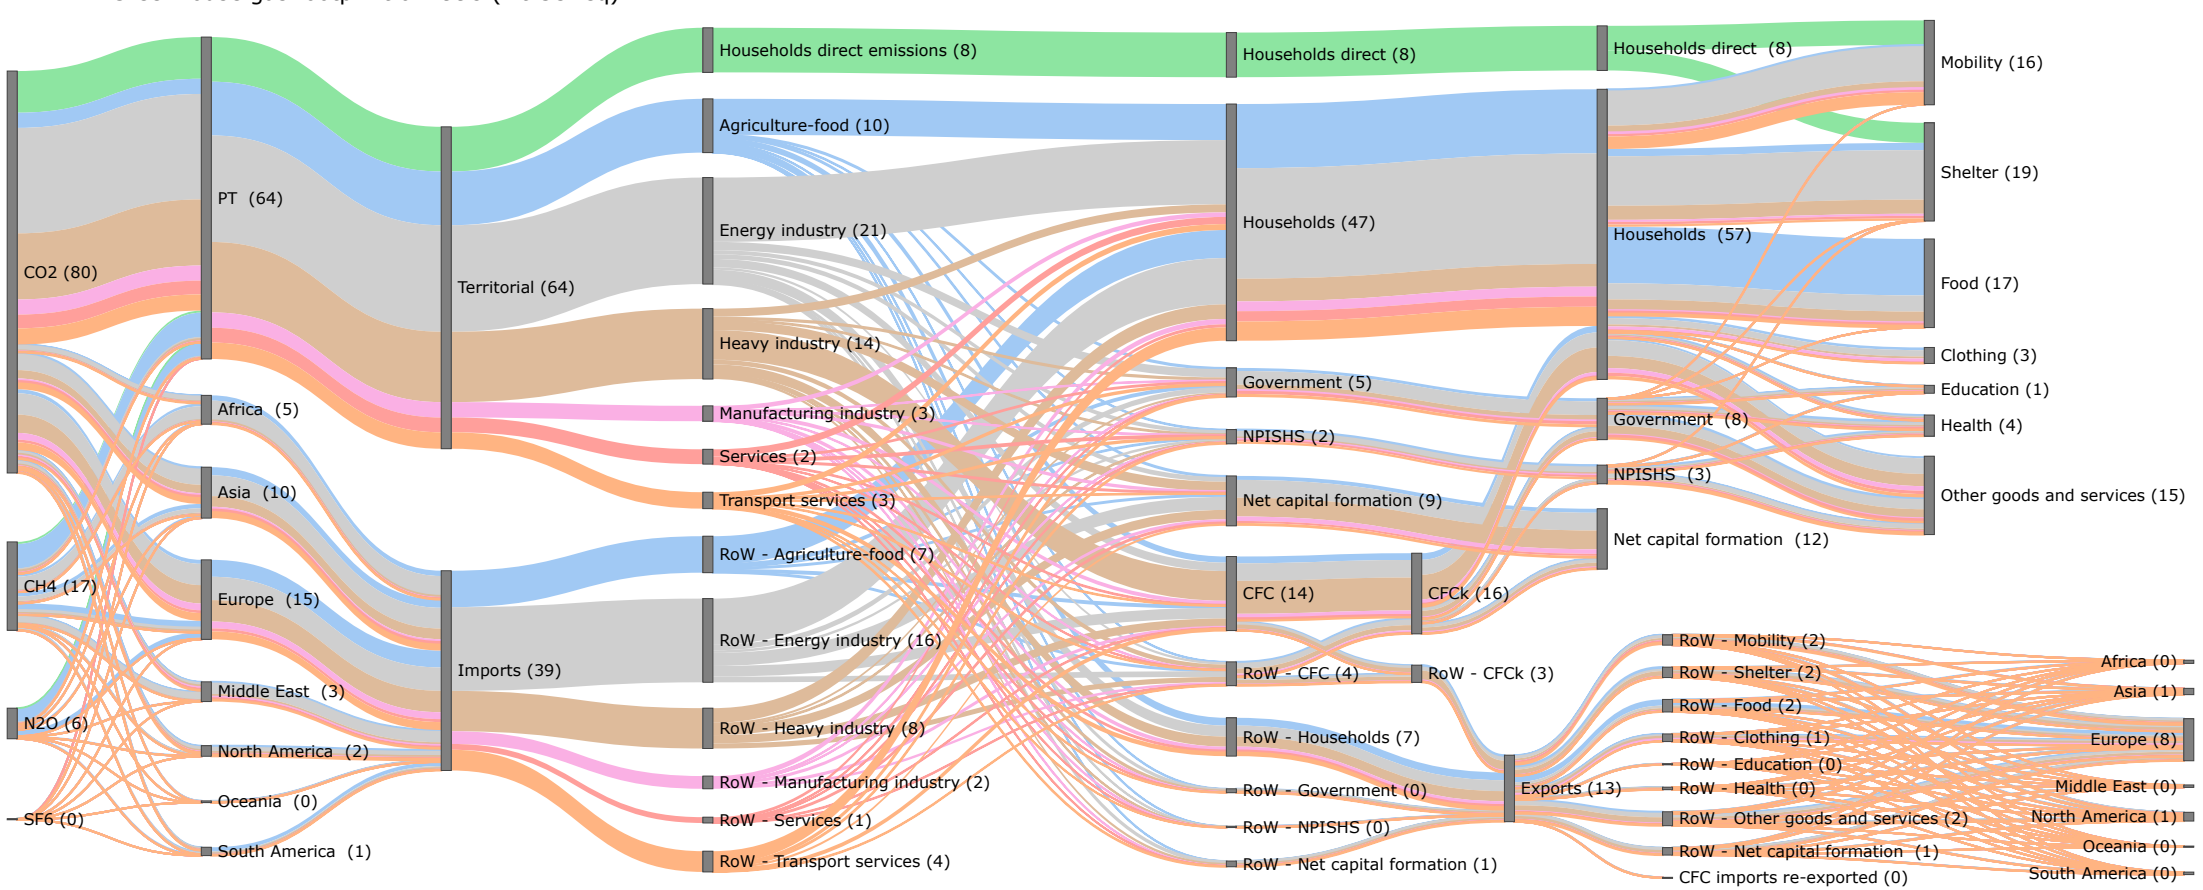 Households direct emissions (8)
Households direct (8)
Households direct  (8)
Mobility (16)
Agriculture-food (10)
Shelter (19)
PT  (64)
Energy industry (21)
Households (47)
Households  (57)
CO2 (80)
Territorial (64)
Food (17)
Heavy industry (14)
Clothing (3)
Government (5)
Education (1)
Africa  (5)
Manufacturing industry (3)
Government  (8)
Health (4)
NPISHS (2)
Services (2)
NPISHS  (3)
Asia  (10)
Transport services (3)
Net capital formation (9)
Other goods and services (15)
Net capital formation  (12)
RoW - Agriculture-food (7)
CH4 (17)
Europe  (15)
CFC (14)
CFCk (16)
RoW - Energy industry (16)
RoW - Mobility (2)
Africa (0)
Imports (39)
RoW - CFC (4)
RoW - CFCk (3)
RoW - Shelter (2)
Middle East  (3)
Asia (1)
RoW - Food (2)
N2O (6)
RoW - Heavy industry (8)
RoW - Households (7)
RoW - Clothing (1)
Europe (8)
North America  (2)
RoW - Education (0)
RoW - Manufacturing industry (2)
RoW - Government (0)
Exports (13)
RoW - Health (0)
Middle East (0)
Oceania  (0)
SF6 (0)
RoW - Services (1)
RoW - NPISHS (0)
RoW - Other goods and services (2)
North America (1)
South America  (1)
RoW - Transport services (4)
RoW - Net capital formation (1)
RoW - Net capital formation  (1)
Oceania (0)
CFC imports re-exported (0)
South America (0)